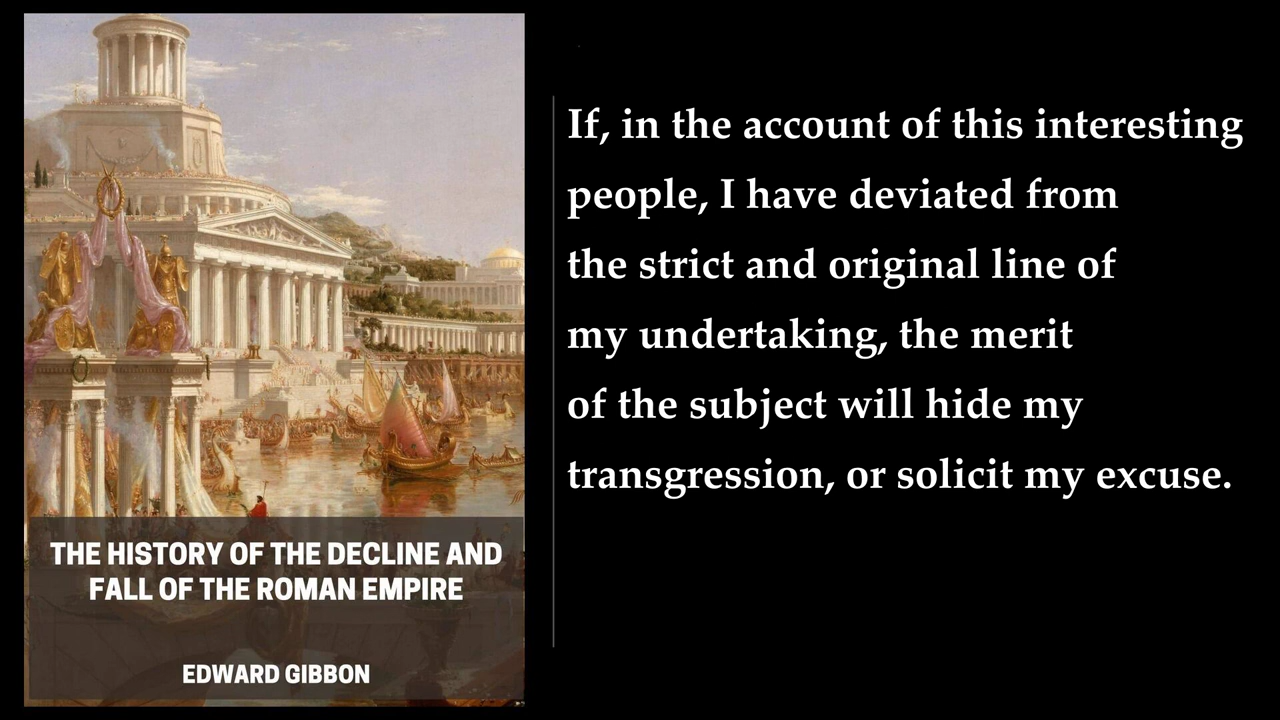 THE HISTORY OF THE DECLINE AND
FALL OF THE ROMAN EMPIRE
EDWARD GIBBON
If, in the account of this interesting
people, I have deviated from
the strict and original line of
my undertaking, the merit
of the subject will hide my
transgression, or solicit my excuse.